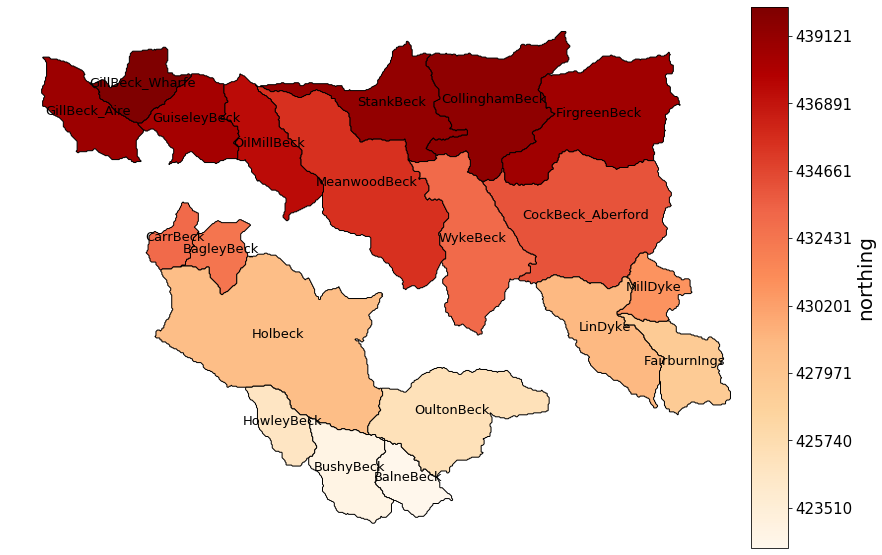 GillBeck_Wharfe
GillBeck_Aire
GuiseleyBeck
OilMillBeck
StankBeck
CollinghamBeck
FirgreenBeck
MeanwoodBeck
CockBeck_Aberford
CarrBeck
BagleyBeck
WykeBeck
MillDyke
LinDyke
FairburnIngs
Holbeck
HowleyBeck
OultonBeck
BushyBeck
BalneBeck
439121
436891
434661
432431
430201
427971
425740
423510
northing